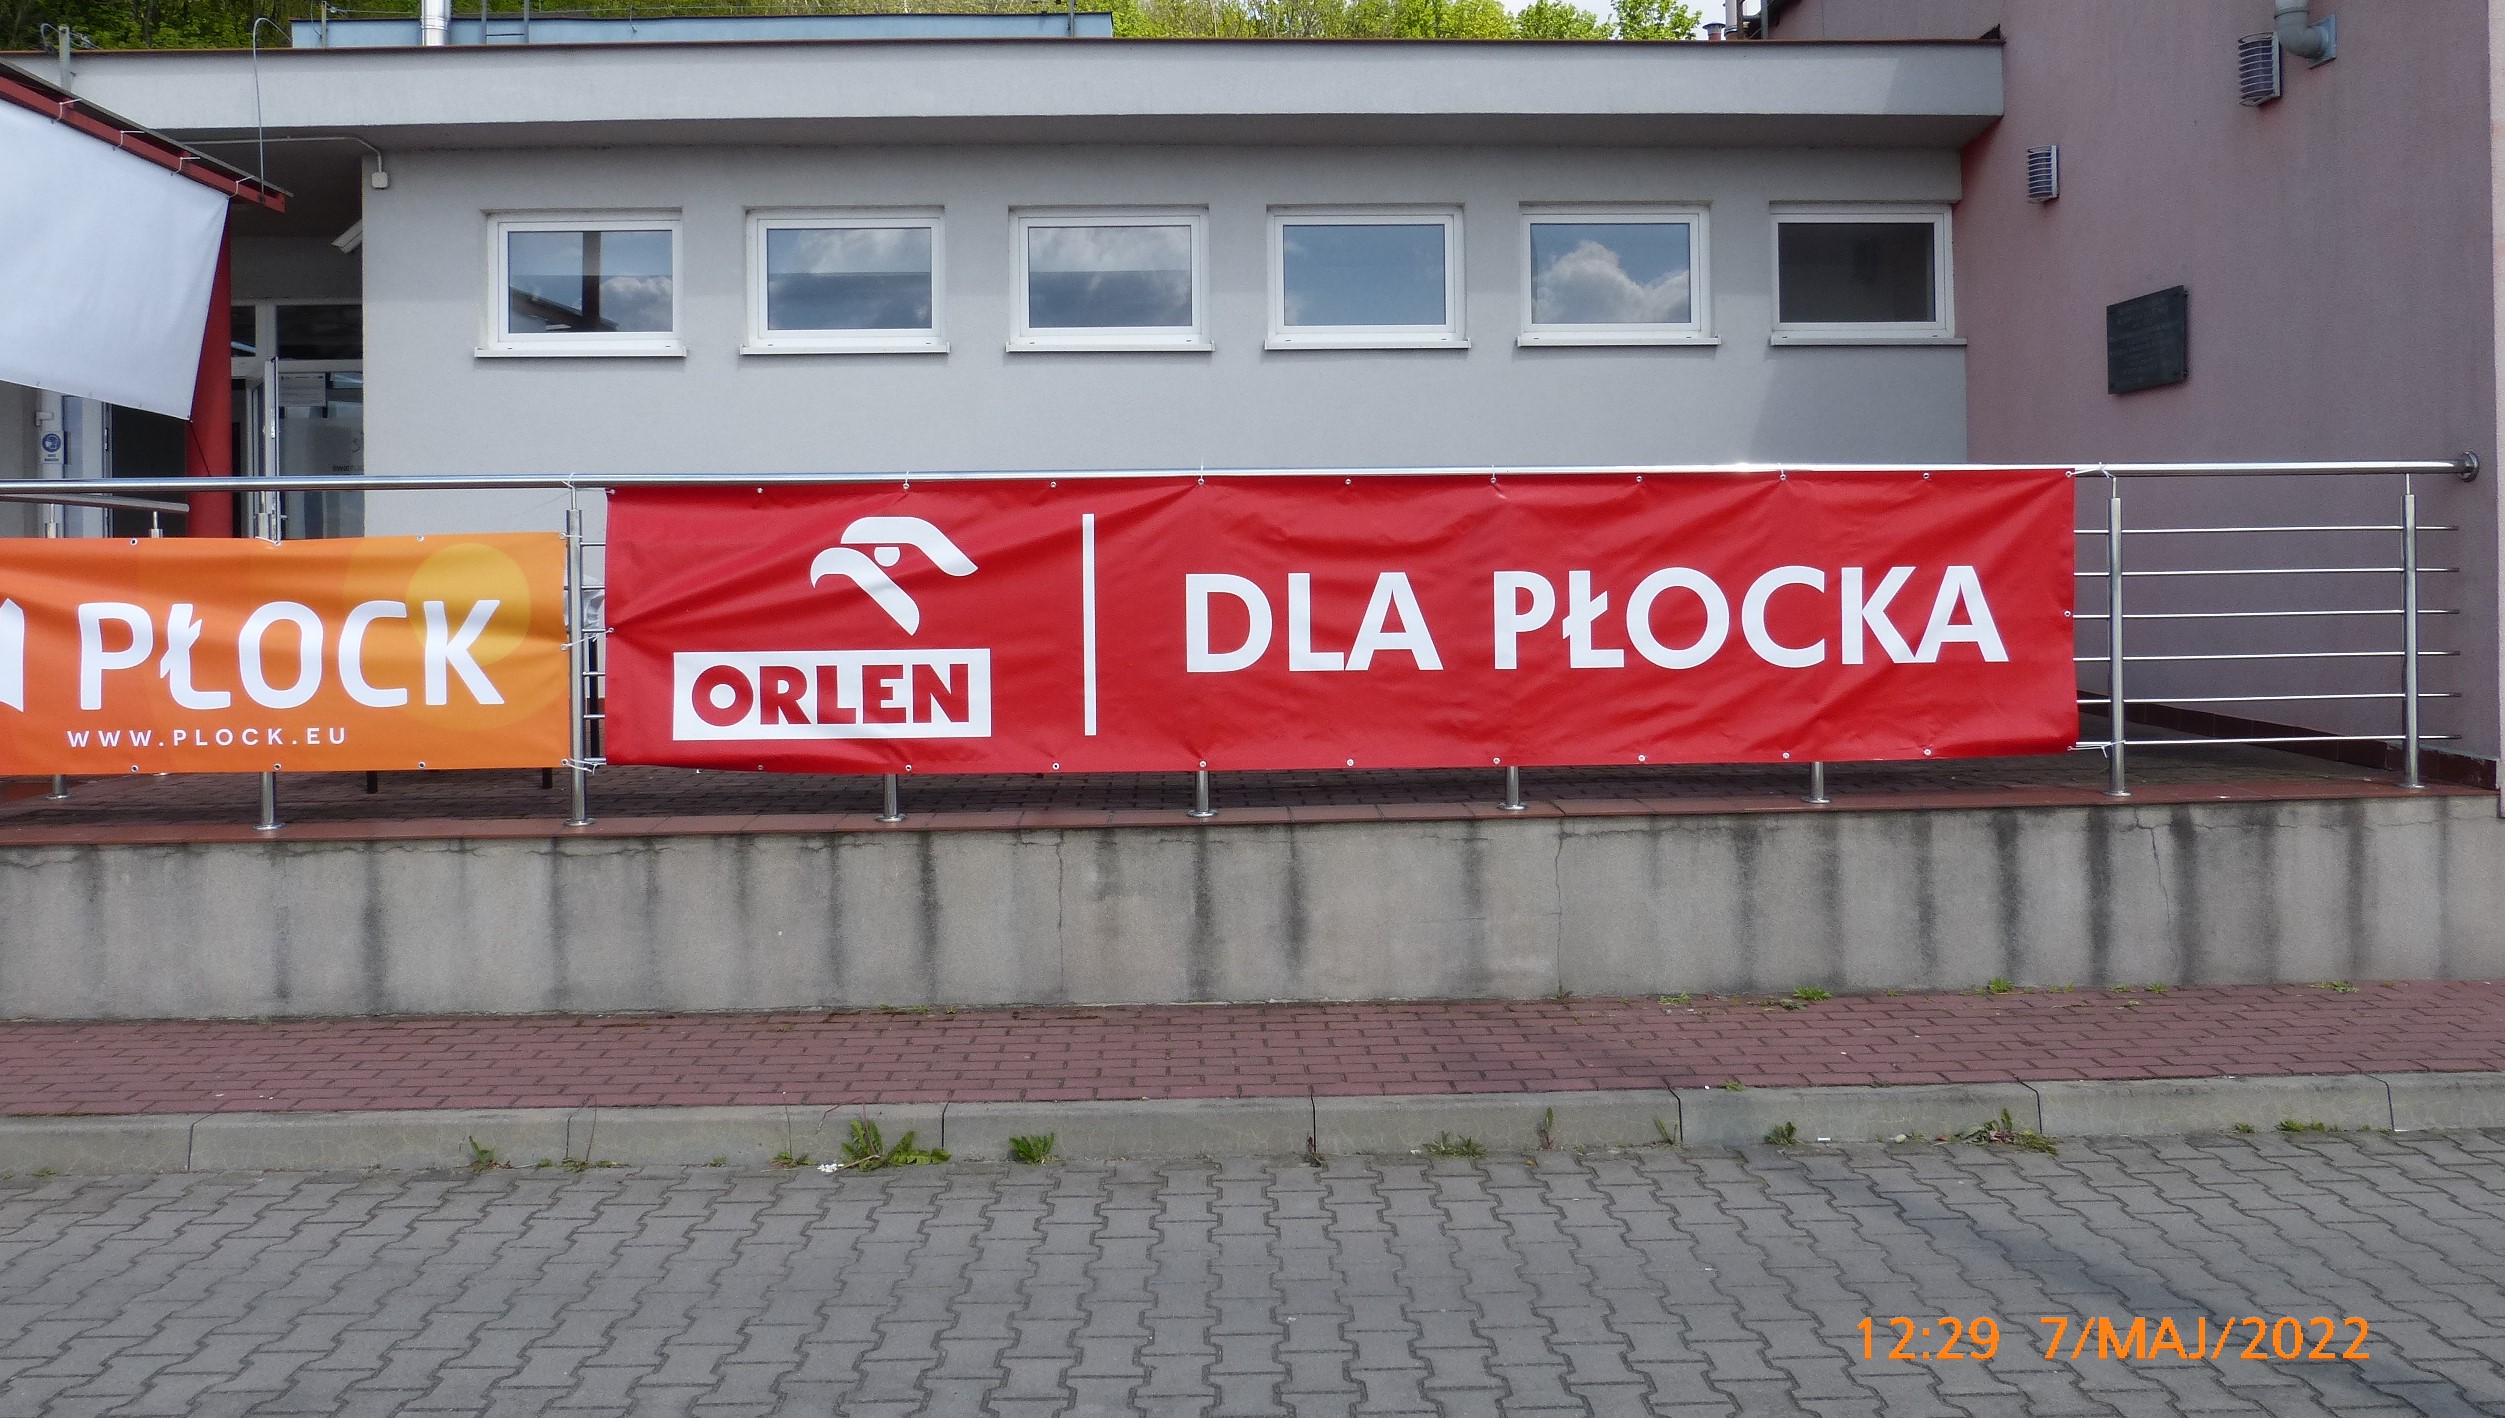 PŁOCK
WWW.PLOCK.EU
ORLEN
DLA PŁOCKA
12:29 7/MAJ/2022